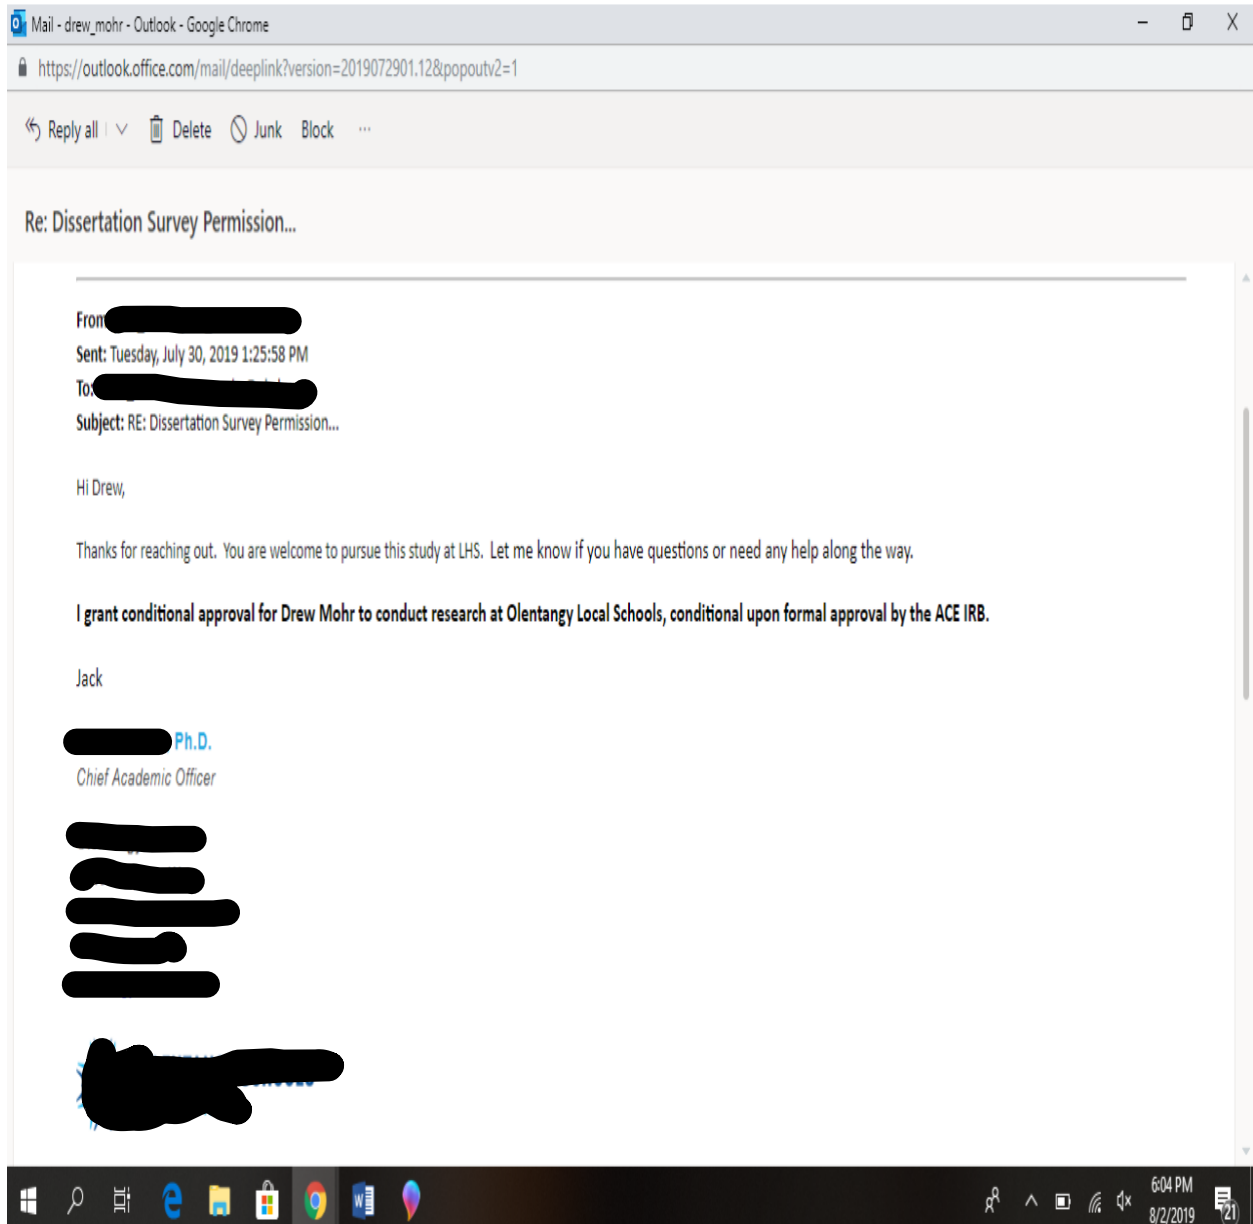 Mail - drew_mohr - Outlook - Google Chrome
https://outlook.office.com/mail/deeplink?version=2019072901.12&popoutv2=1
Reply all Delete Junk Block ...
Re: Dissertation Survey Permission...
From
Sent: Tuesday, July 30, 2019 1:25:58 PM
To:
Subject: RE: Dissertation Survey Permission...
Hi Drew,
Thanks for reaching out. You are welcome to pursue this study at LHS. Let me know if you have questions or need any help along the way.
I grant conditional approval for Drew Mohr to conduct research at Olentangy Local Schools, conditional upon formal approval by the ACE IRB.
Jack
Ph.D.
Chief Academic Officer
6:04 PM
8/2/2019
21